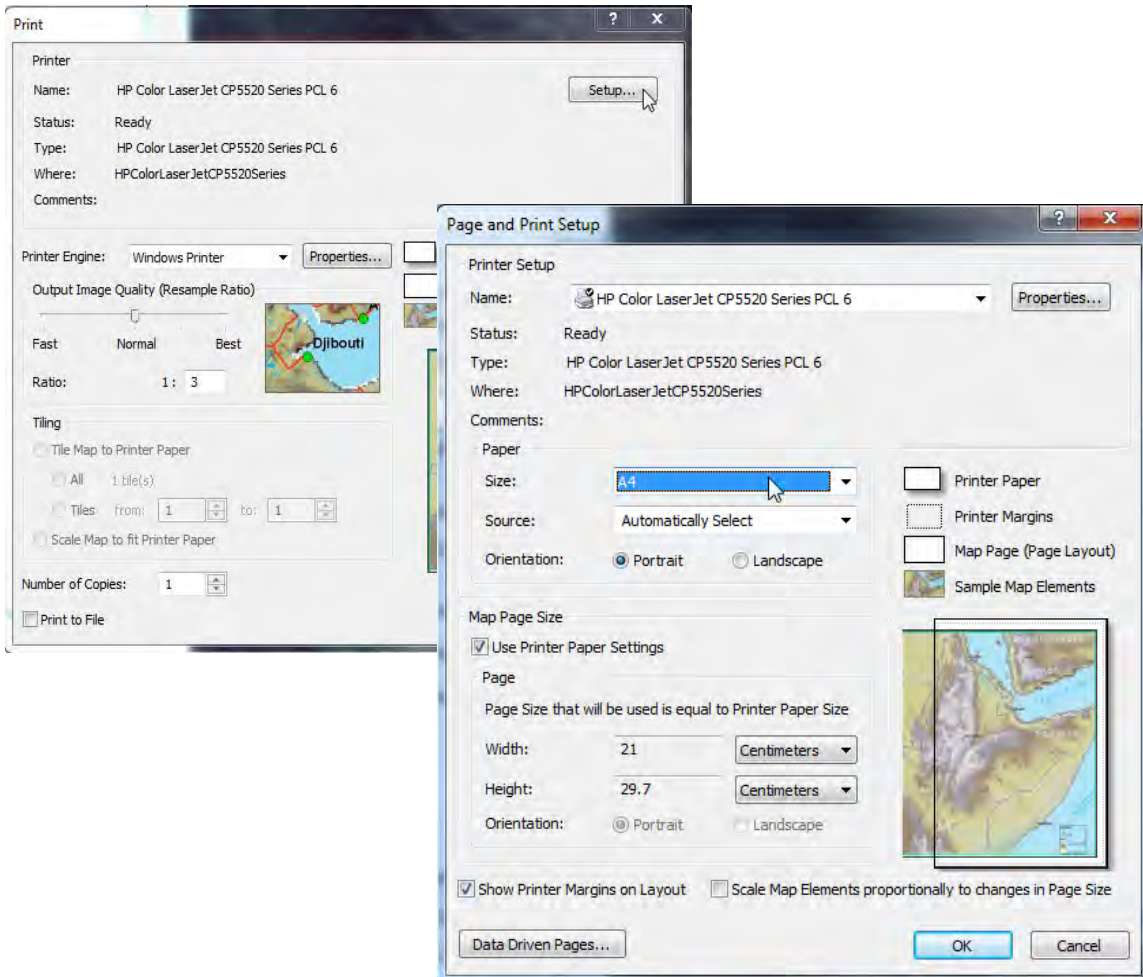 Print
Printer
Name: HP Color LaserJet CP5520 Series PCL 6 Setup...
Status: Ready
Type: HP Color LaserJet CP5520 Series PCL 6
Where: HPColorLaserJetCP5520Series
Comments:
Printer Engine: Windows Printer Properties...
Output Image Quality (Resample Ratio)
Fast Normal Best
Djibouti
Ratio: 1: 3
Tiling
Tile Map to Printer Paper
All 1 tile(s)
Tiles from: 1 to: 1
Scale Map to fit Printer Paper
Number of Copies: 1
Print to File
Page and Print Setup
Printer Setup
Name: HP Color LaserJet CP5520 Series PCL 6 Properties...
Status: Ready
Type: HP Color LaserJet CP5520 Series PCL 6
Where: HPColorLaserJetCP5520Series
Comments:
Paper
Size: A4
Source: Automatically Select
Orientation: Portrait Landscape
Printer Paper
Printer Margins
Map Page (Page Layout)
Sample Map Elements
Map Page Size
Use Printer Paper Settings
Page
Page Size that will be used is equal to Printer Paper Size
Width: 21 Centimeters
Height: 29.7 Centimeters
Orientation: Portrait Landscape
Show Printer Margins on Layout Scale Map Elements proportionally to changes in Page Size
Data Driven Pages... OK Cancel